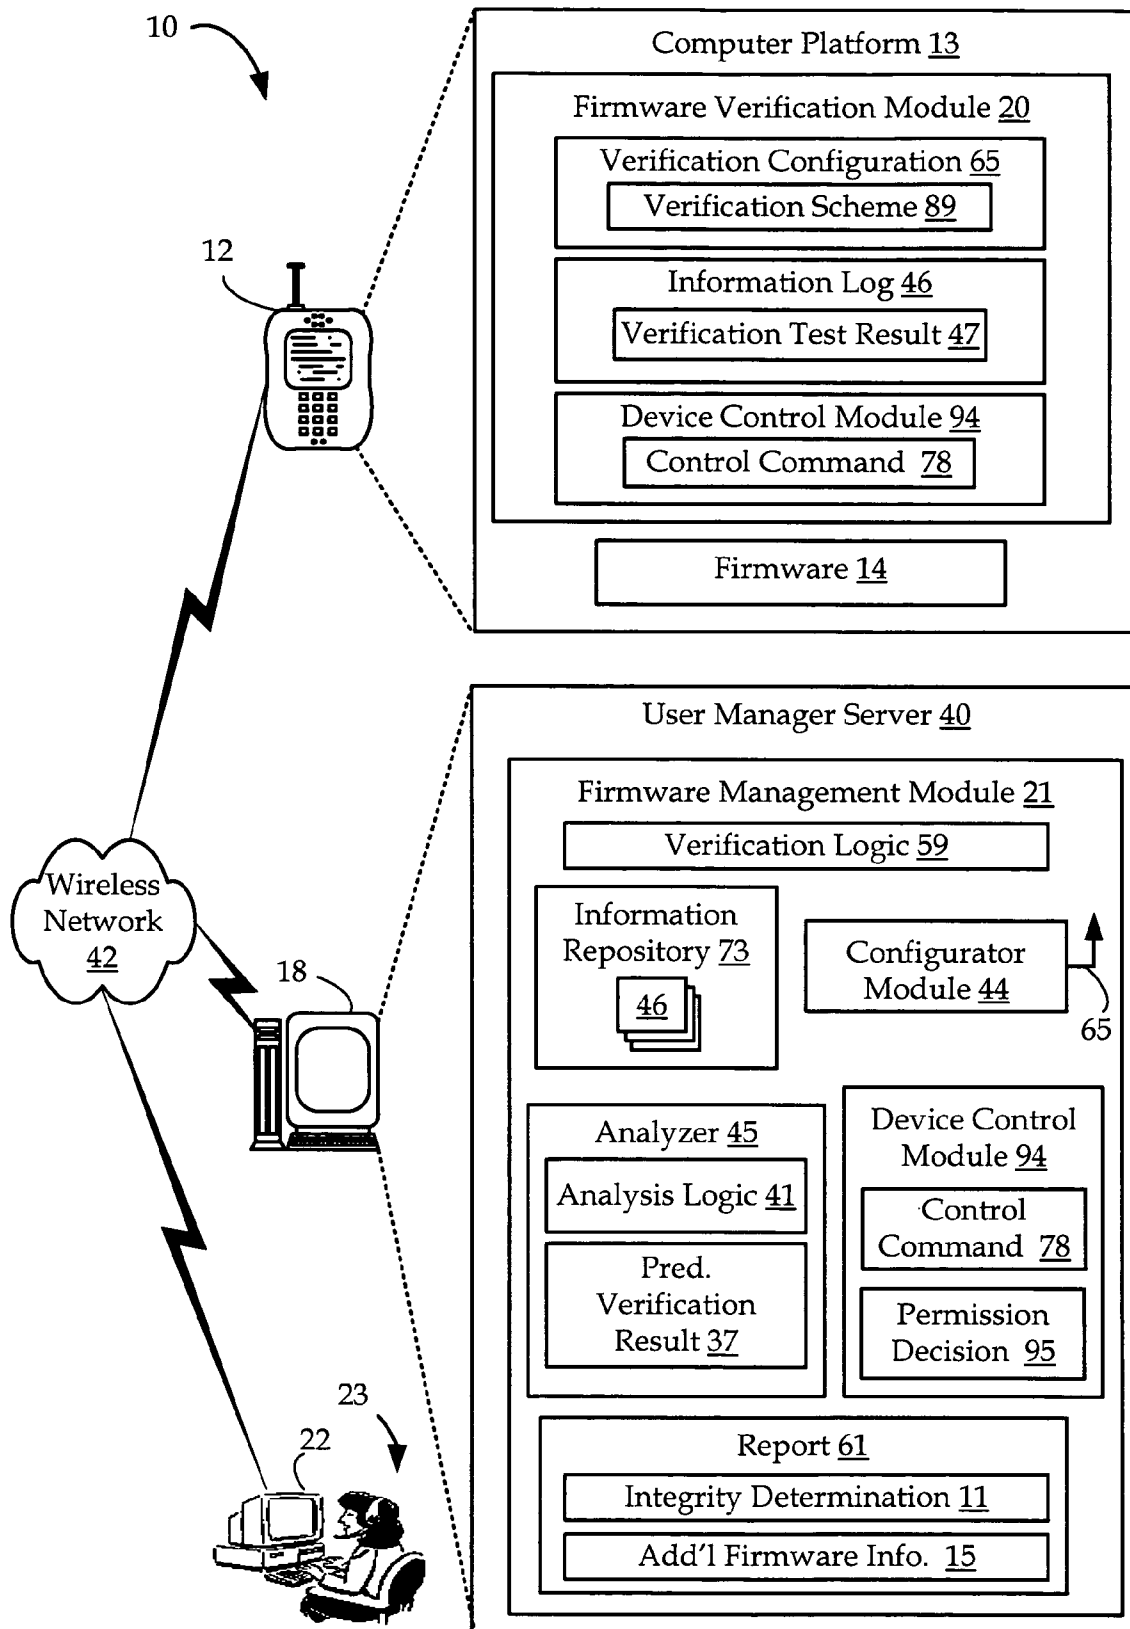 10
Computer Platform 13
Firmware Verification Module 20
Verification Configuration 65
Verification Scheme 89
Information Log 46
Verification Test Result 47
Device Control Module 94
Control Command 78
Firmware 14
12
User Manager Server 40
Firmware Management Module 21
Verification Logic 59
Information
Repository 73
46
Configurator
Module 44
65
Wireless
Network
42
18
Analyzer 45
Analysis Logic 41
Pred.
Verification
Result 37
Device Control
Module 94
Control
Command 78
Permission
Decision 95
Report 61
Integrity Determination 11
Add'l Firmware Info. 15
23
22